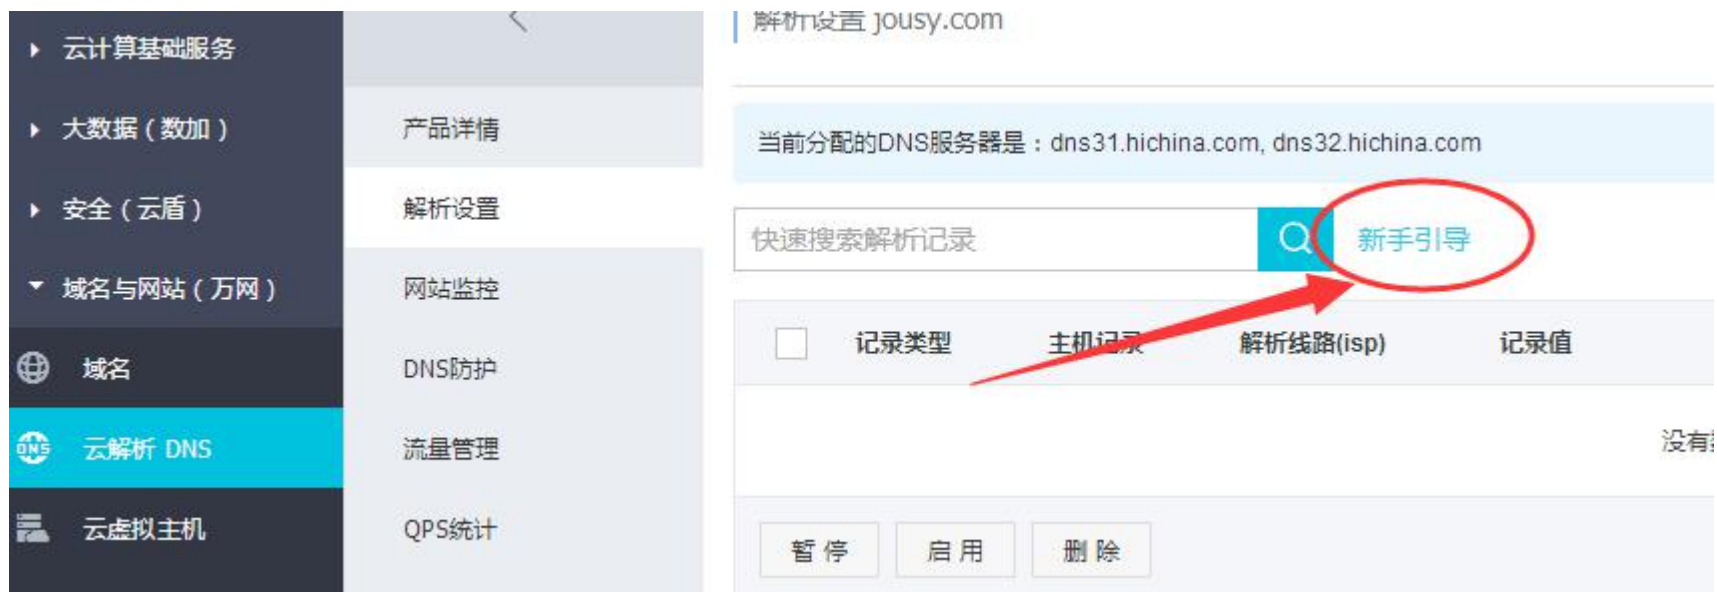 云计算基础服务
大数据（数加）
安全（云盾）
域名与网站（万网）
域名
云解析 DNS
云虚拟主机
产品详情
解析设置
网站监控
DNS防护
流量管理
QPS统计
解析设置 jousy.com
当前分配的DNS服务器是：dns31.hichina.com, dns32.hichina.com
快速搜索解析记录 新手引导
记录类型 主机记录 解析线路(isp) 记录值
没有
暂停 启用 删除